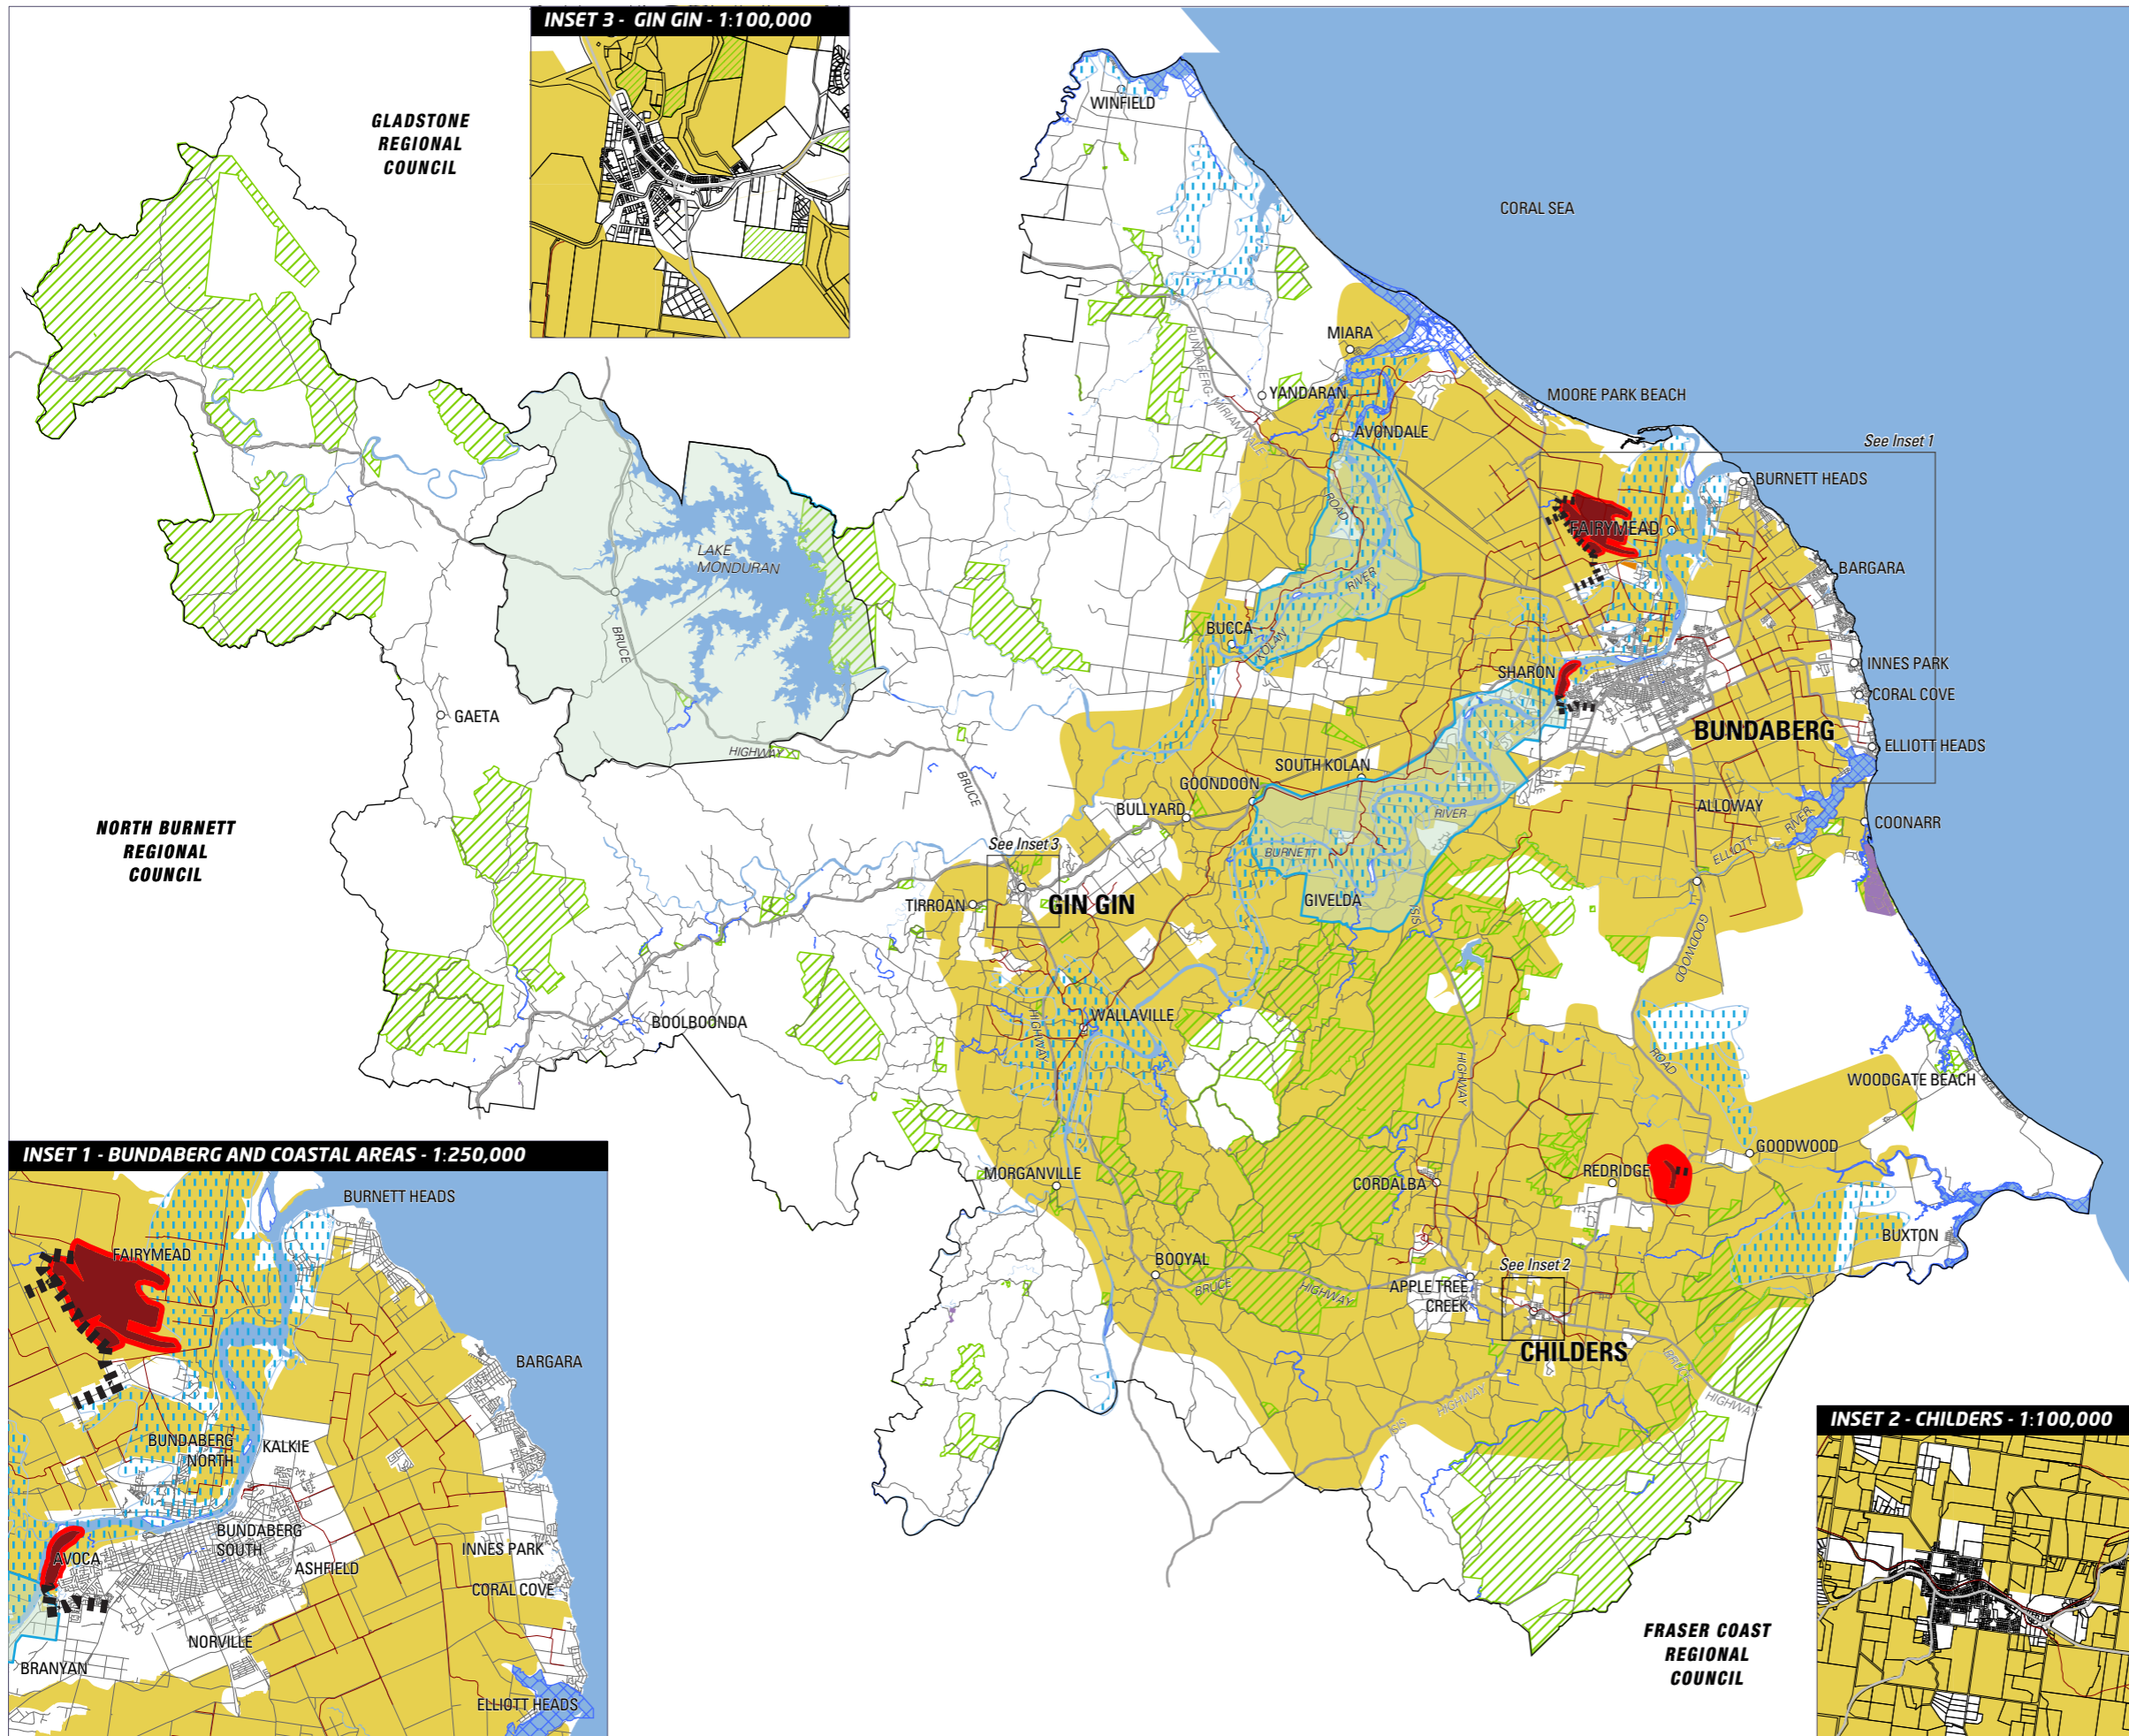 INSET 3 - GIN GIN - 1:100,000
GLADSTONE
REGIONAL
COUNCIL
WINFIELD
CORAL SEA
BUNDABERG- MIRIAMVALE
ROAD
MIARA
YANDARAN
AVONDALE
MOORE PARK BEACH
See Inset 1
BURNETT HEADS
FAIRYMEAD
BARGARA
LAKE
MONDURAN
BRUCE
HIGHWAY
BUCCA
KOLAN
RIVER
SHARON
INNES PARK
CORAL COVE
BUNDABERG
ELLIOTT HEADS
GAETA
SOUTH KOLAN
GOONDOON
BULLYARD
BRUCE
RIVER
BURNETT
ALLOWAY
ELLIOTT
RIVER
COONARR
NORTH BURNETT
REGIONAL
COUNCIL
See Inset 3
TIRROAN
GIN GIN
GIVELDA
ISIS
HIGHWAY
GOODWOOD
ROAD
BOOLBOONDA
HIGHWAY
WALLAVILLE
WOODGATE BEACH
MORGANVILLE
CORDALBA
REDRIDGE
GOODWOOD
BUXTON
BOOYAL
BRUCE
HIGHWAY
APPLE TREE
CREEK
See Inset 2
CHILDERS
BRUCE
HIGHWAY
ISIS
HIGHWAY
INSET 1 - BUNDABERG AND COASTAL AREAS - 1:250,000
BURNETT HEADS
FAIRYMEAD
BARGARA
BUNDABERG
NORTH
KALKIE
BUNDABERG
SOUTH
AVOCA
ASHFIELD
INNES PARK
CORAL COVE
NORVILLE
BRANYAN
ELLIOTT HEADS
FRASER COAST
REGIONAL
COUNCIL
INSET 2 - CHILDERS - 1:100,000